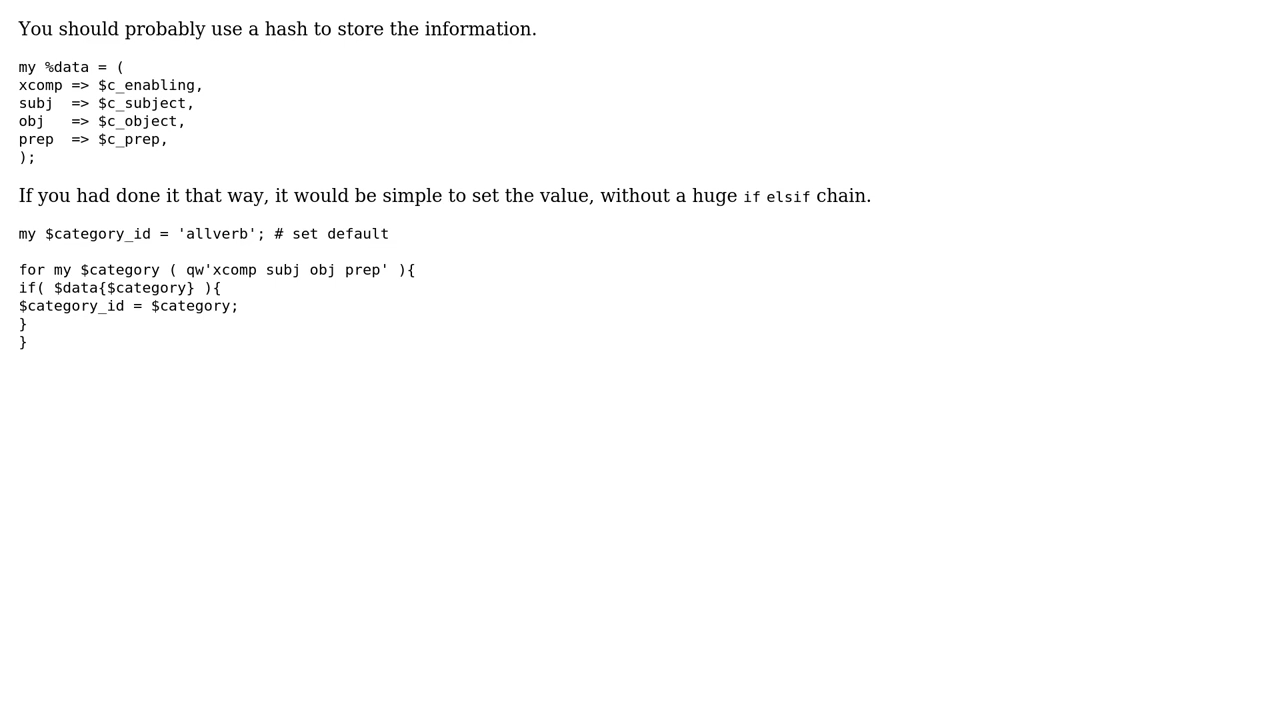 You should probably use a hash to store the information.
my %data = (
xcomp => $c_enabling,
subj  => $c_subject,
obj   => $c_object,
prep  => $c_prep,
);
If you had done it that way, it would be simple to set the value, without a huge if elsif chain.
my $category_id = 'allverb'; # set default
for my $category ( qw'xcomp subj obj prep' ){
if( $data{$category} ){
$category_id = $category;
}
}